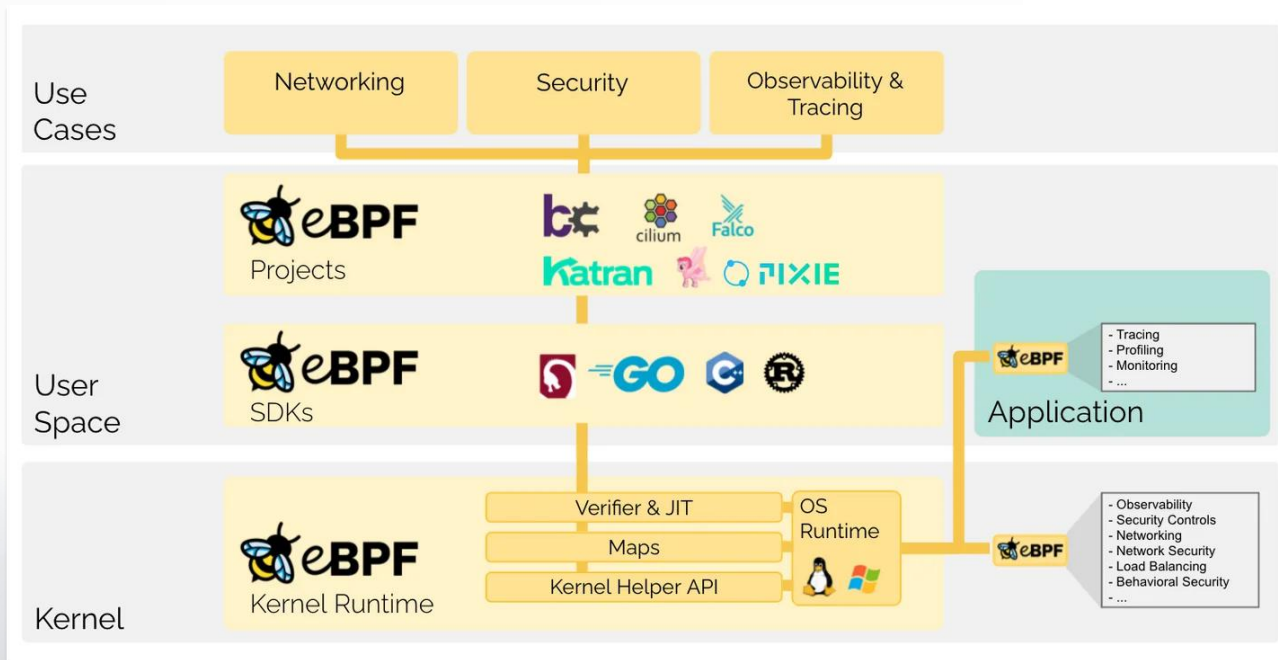 Use
Cases
Networking
Security
Observability &
Tracing
User
Space
eBPF
Projects
bc
cilium
Falco
Katran
PIXIE
eBPF
SDKs
GO
C++
R
eBPF
- Tracing
- Profiling
- Monitoring
- ...
Application
Kernel
eBPF
Kernel Runtime
Verifier & JIT
Maps
Kernel Helper API
OS
Runtime
eBPF
- Observability
- Security Controls
- Networking
- Network Security
- Load Balancing
- Behavioral Security
- ...